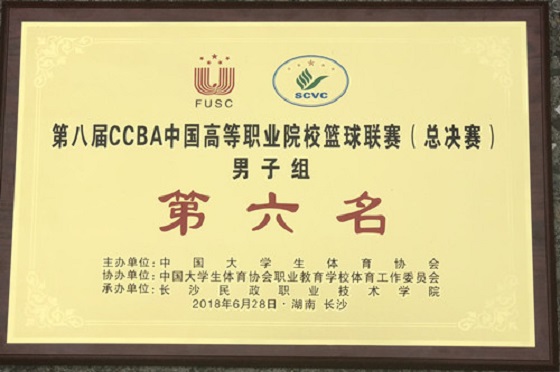 FUSC
SCVC
第八届CCBA中国高等职业院校篮球联赛（总决赛）
男子组
第六名
主办单位：中国大学生体育协会
协办单位：中国大学生体育协会职业教育学校体育工作委员会
承办单位：长沙民政职业技术学院
2018年6月28日·湖南 长沙